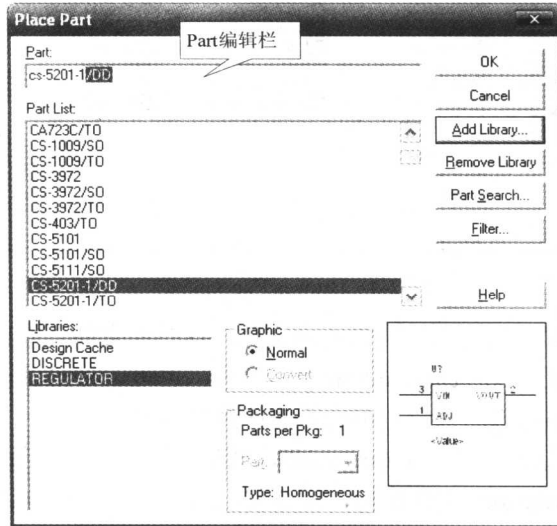 Place Part
Part编辑栏
Part:
cs-5201-1/DD
OK
Cancel
Part List:
CA723C/TO
CS-1009/SO
CS-1009/TO
CS-3972
CS-3972/SO
CS-3972/TO
CS-403/TO
CS-5101
CS-5101/SO
CS-5111/SO
CS-5201-1/DD
CS-5201-1/TO
Add Library...
Remove Library
Part Search...
Filter...
Help
Libraries:
Design Cache
DISCRETE
REGULATOR
Graphic
Normal
Convert
Packaging
Parts per Pkg: 1
Part:
Type: Homogeneous
U?
3 VIN VOUT 2
1 ADJ
<Value>